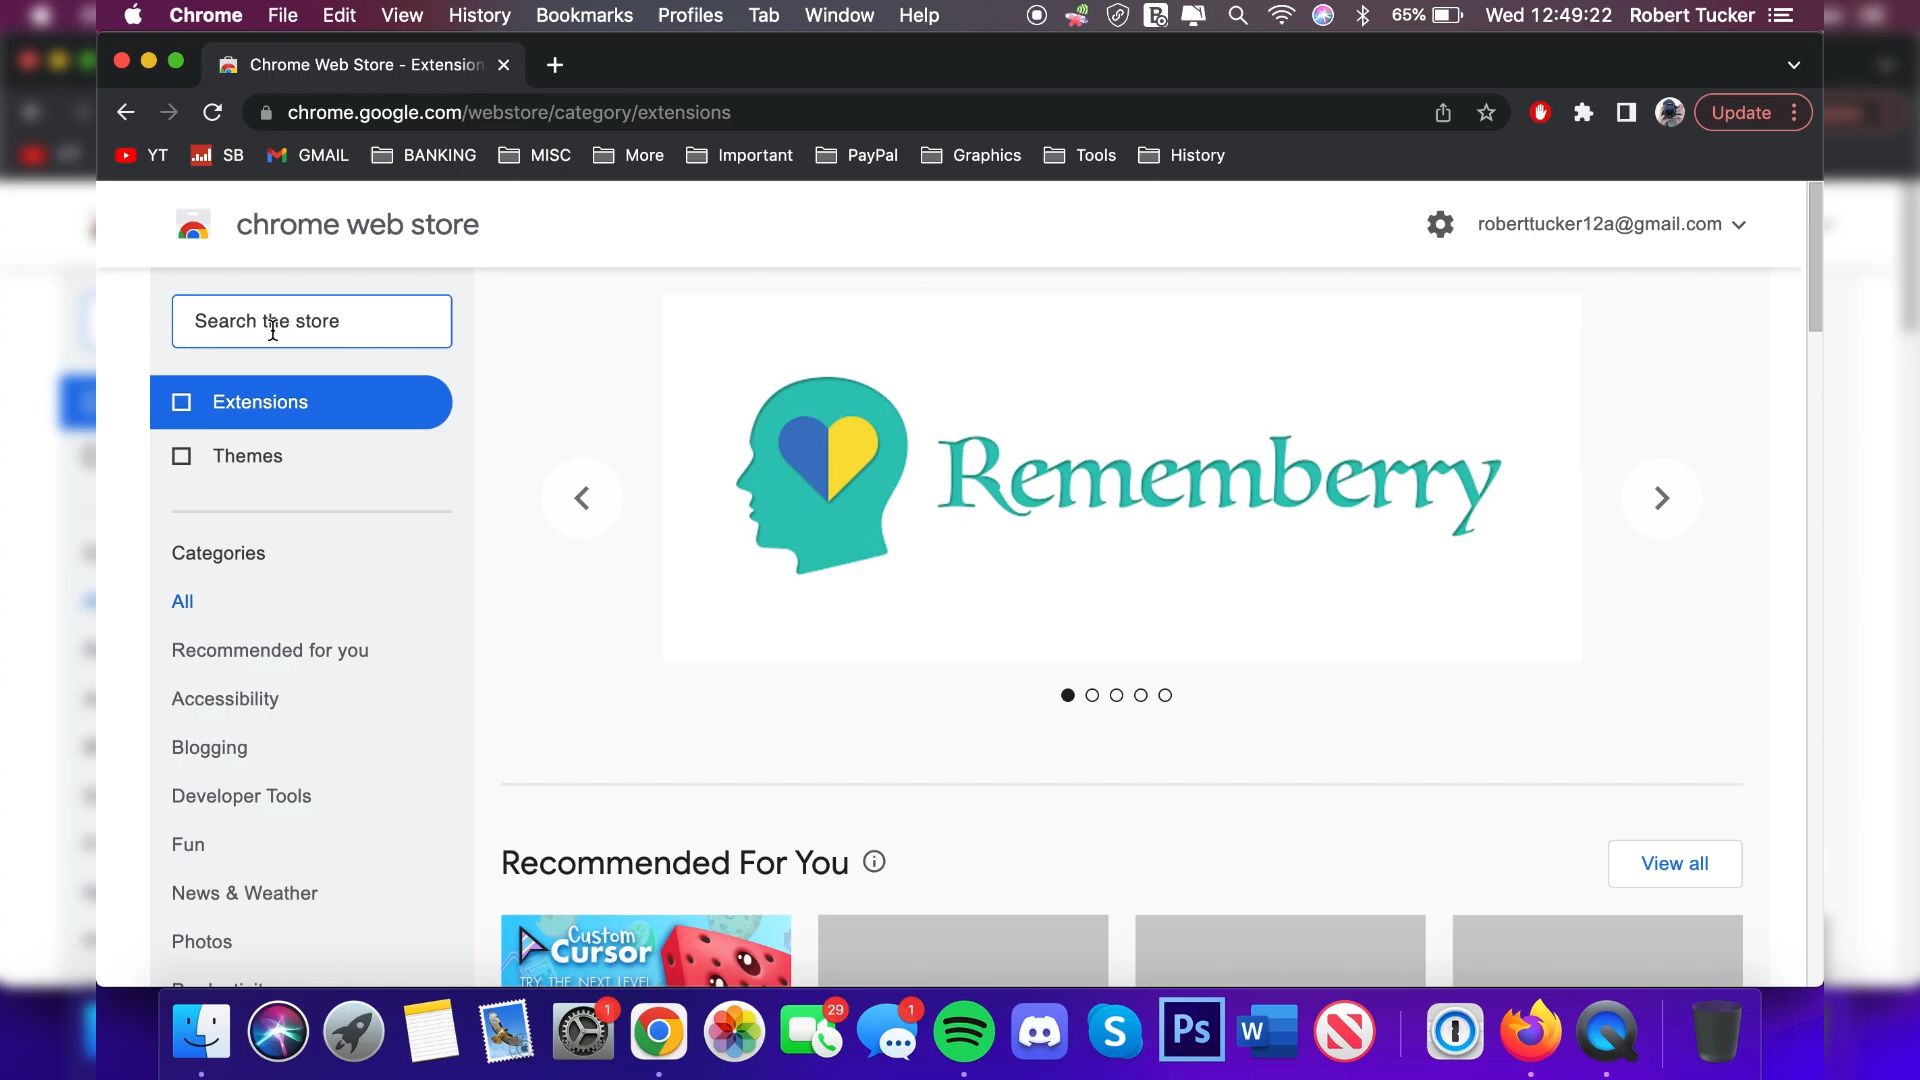 Chrome File Edit View History Bookmarks Profiles Tab Window Help 65% Wed 12:49:22 Robert Tucker
Chrome Web Store - Extension
chrome.google.com/webstore/category/extensions Update
YT SB GMAIL BANKING MISC More Important PayPal Graphics Tools History
chrome web store roberttucker12a@gmail.com
Search the store
Extensions
Themes
Rememberry
Categories
All
Recommended for you
Accessibility
Blogging
Developer Tools
Fun
News & Weather
Photos
Recommended For You View all
Custom
Cursor
TRY THE NEXT LEVEL
1 29 1 S Ps W